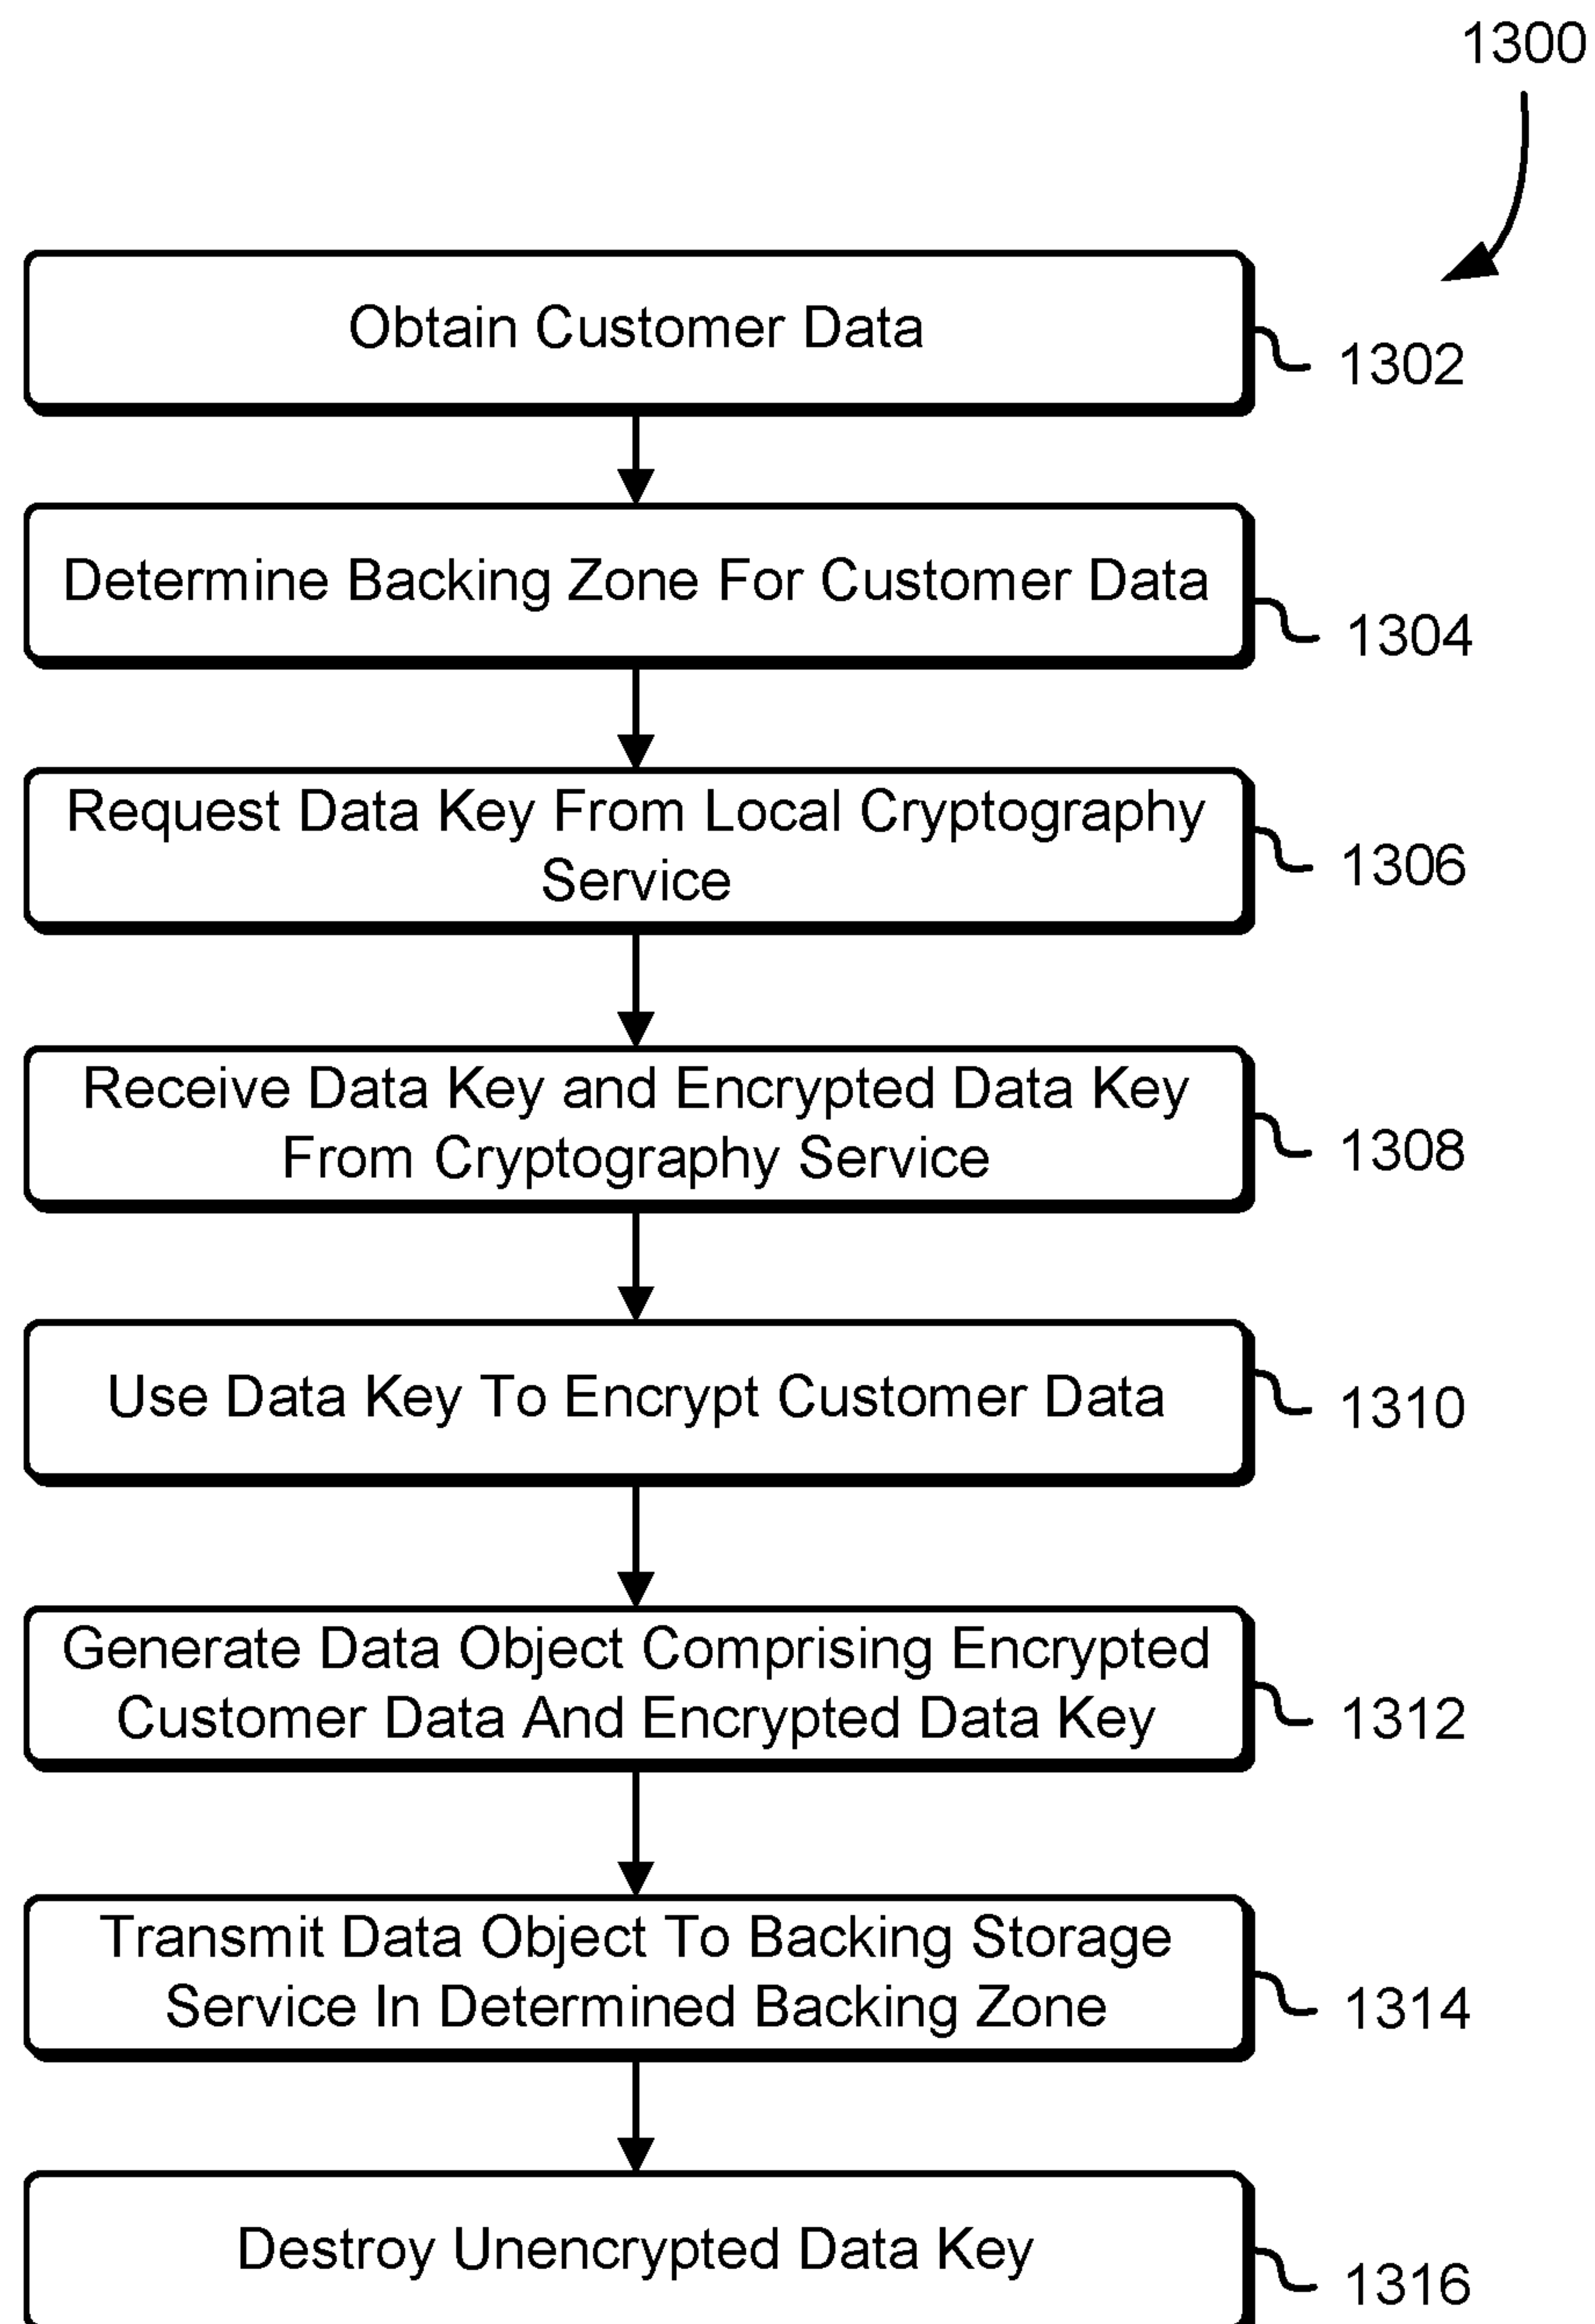 1300
Obtain Customer Data
1302
Determine Backing Zone For Customer Data
1304
Request Data Key From Local Cryptography
Service
1306
Receive Data Key and Encrypted Data Key
From Cryptography Service
1308
Use Data Key To Encrypt Customer Data
1310
Generate Data Object Comprising Encrypted
Customer Data And Encrypted Data Key
1312
Transmit Data Object To Backing Storage
Service In Determined Backing Zone
1314
Destroy Unencrypted Data Key
1316